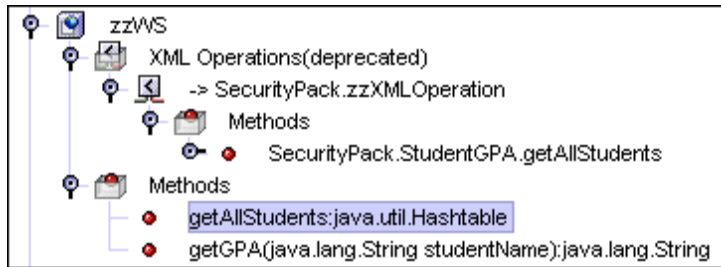 zzWS
XML Operations(deprecated)
-> SecurityPack.zzXMLOperation
Methods
SecurityPack.StudentGPA.getAllStudents
Methods
getAllStudents:java.util.Hashtable
getGPA(java.lang.String studentName):java.lang.String